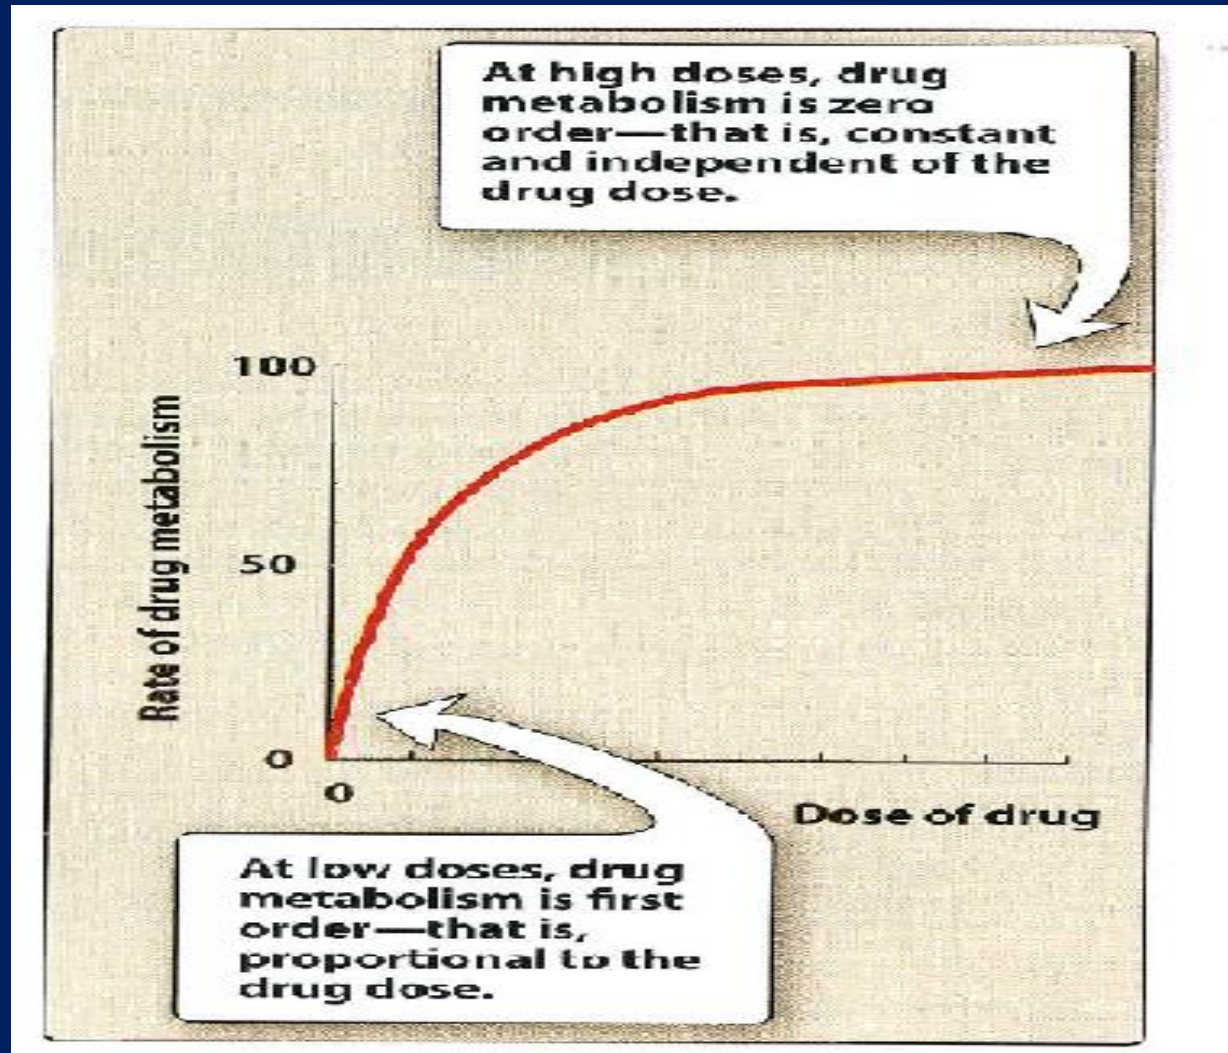 At high doses, drug
metabolism is zero
order—that is, constant
and independent of the
drug dose.
100
Rate of drug metabolism
50
0
0
Dose of drug
At low doses, drug
metabolism is first
order—that is,
proportional to the
drug dose.